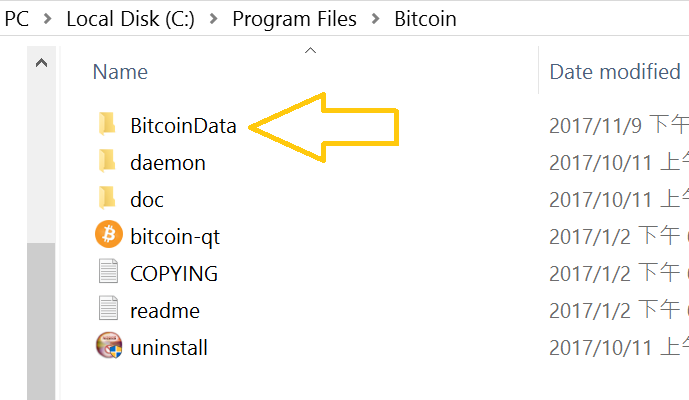 PC > Local Disk (C:) > Program Files > Bitcoin
Name Date modified
BitcoinData 2017/11/9 下午
daemon 2017/10/11 上午
doc 2017/10/11 上午
bitcoin-qt 2017/1/2 下午
COPYING 2017/1/2 下午
readme 2017/1/2 下午
uninstall 2017/10/11 上午